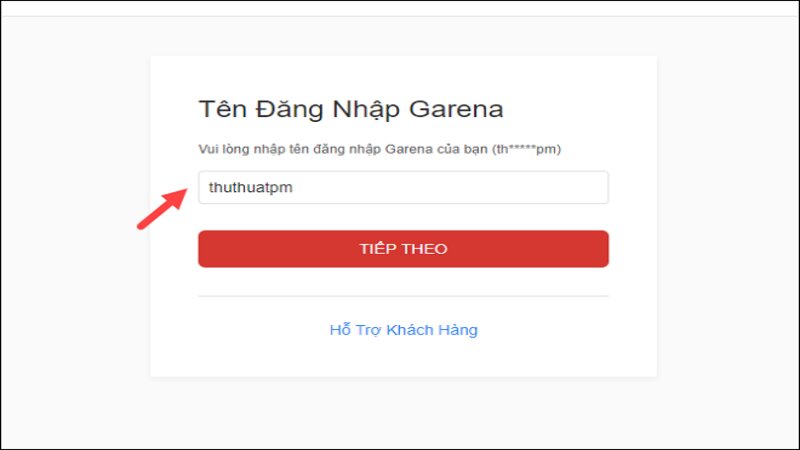 Tên Đăng Nhập Garena
Vui lòng nhập tên đăng nhập Garena của bạn (th*****pm)
thuthuatpm
TIẾP THEO
Hỗ Trợ Khách Hàng